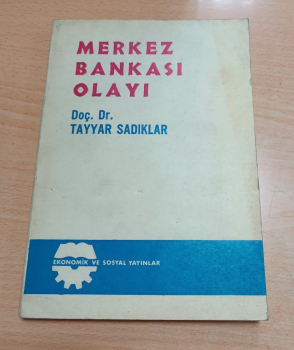 MERKEZ
BANKASI
OLAYI
Doç. Dr.
TAYYAR SADIKLAR
EKONOMİK VE SOSYAL YAYINLAR